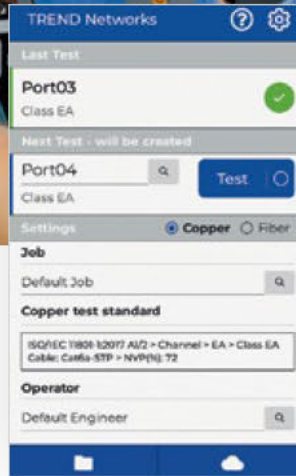 TREND Networks
Last Test
Port03
Class EA
Next Test - will be created
Port04
Test
Class EA
Settings
Copper
Fiber
Job
Default Job
Copper test standard
ISO/IEC 11801-1:2017 A1/2 > Channel > EA > Class EA
Cable: Cat6a-STP > NVP(%): 72
Operator
Default Engineer